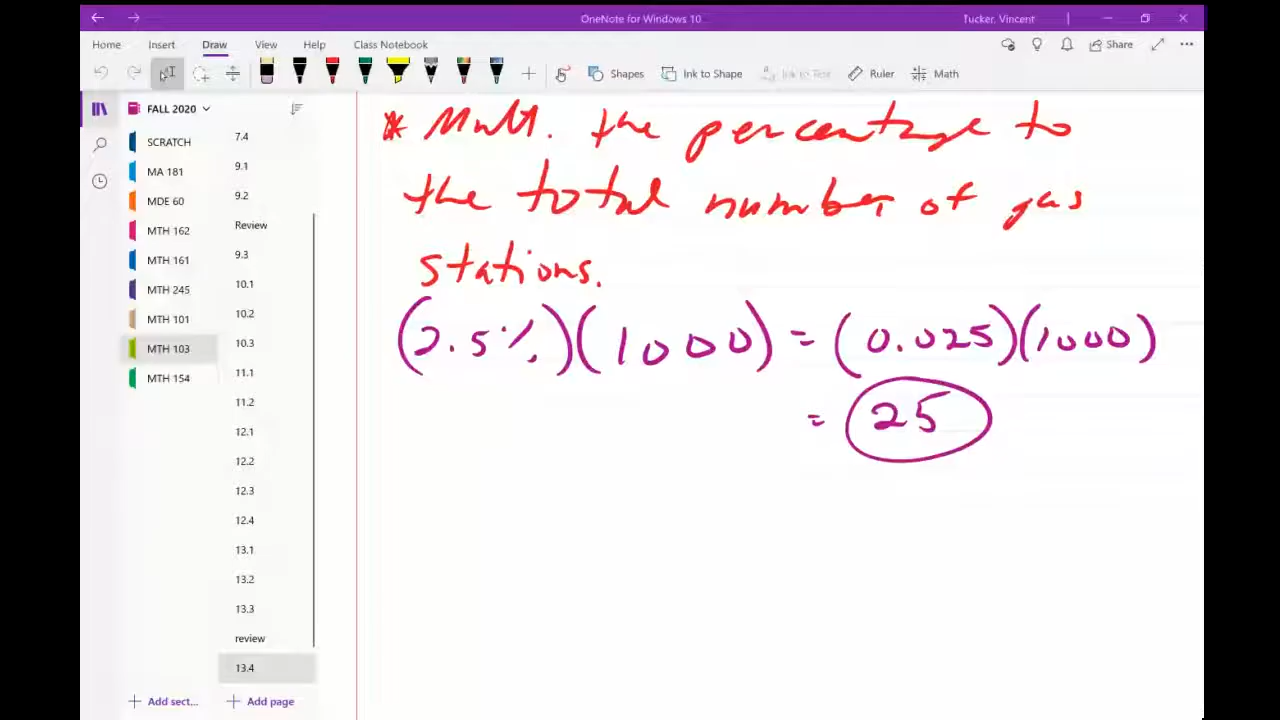 OneNote for Windows 10
Tucker, Vincent
Home Insert Draw View Help Class Notebook
Share
Shapes Ink to Shape Ink to Text Ruler Math
FALL 2020
SCRATCH
MA 181
MDE 60
MTH 162
MTH 161
MTH 245
MTH 101
MTH 103
MTH 154
Add sect...
7.4
9.1
9.2
Review
9.3
10.1
10.2
10.3
11.1
11.2
12.1
12.2
12.3
12.4
13.1
13.2
13.3
review
13.4
Add page
* Mult. the percentage to
the total number of gas
stations.
(2.5%)(1000) = (0.025)(1000)
= 25